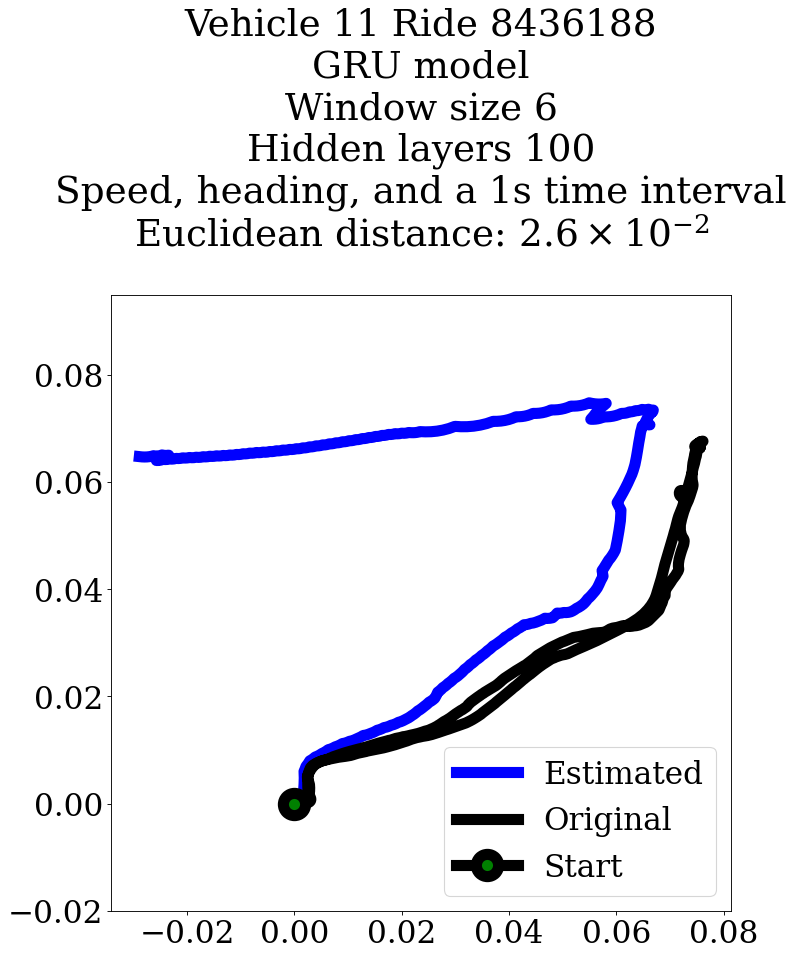 Vehicle 11 Ride 8436188
GRU model
Window size 6
Hidden layers 100
Speed, heading, and a 1s time interval
Euclidean distance: 2.6 × 10⁻²
0.08
0.06
0.04
0.02
0.00
−0.02
−0.02 0.00 0.02 0.04 0.06 0.08
Estimated
Original
Start